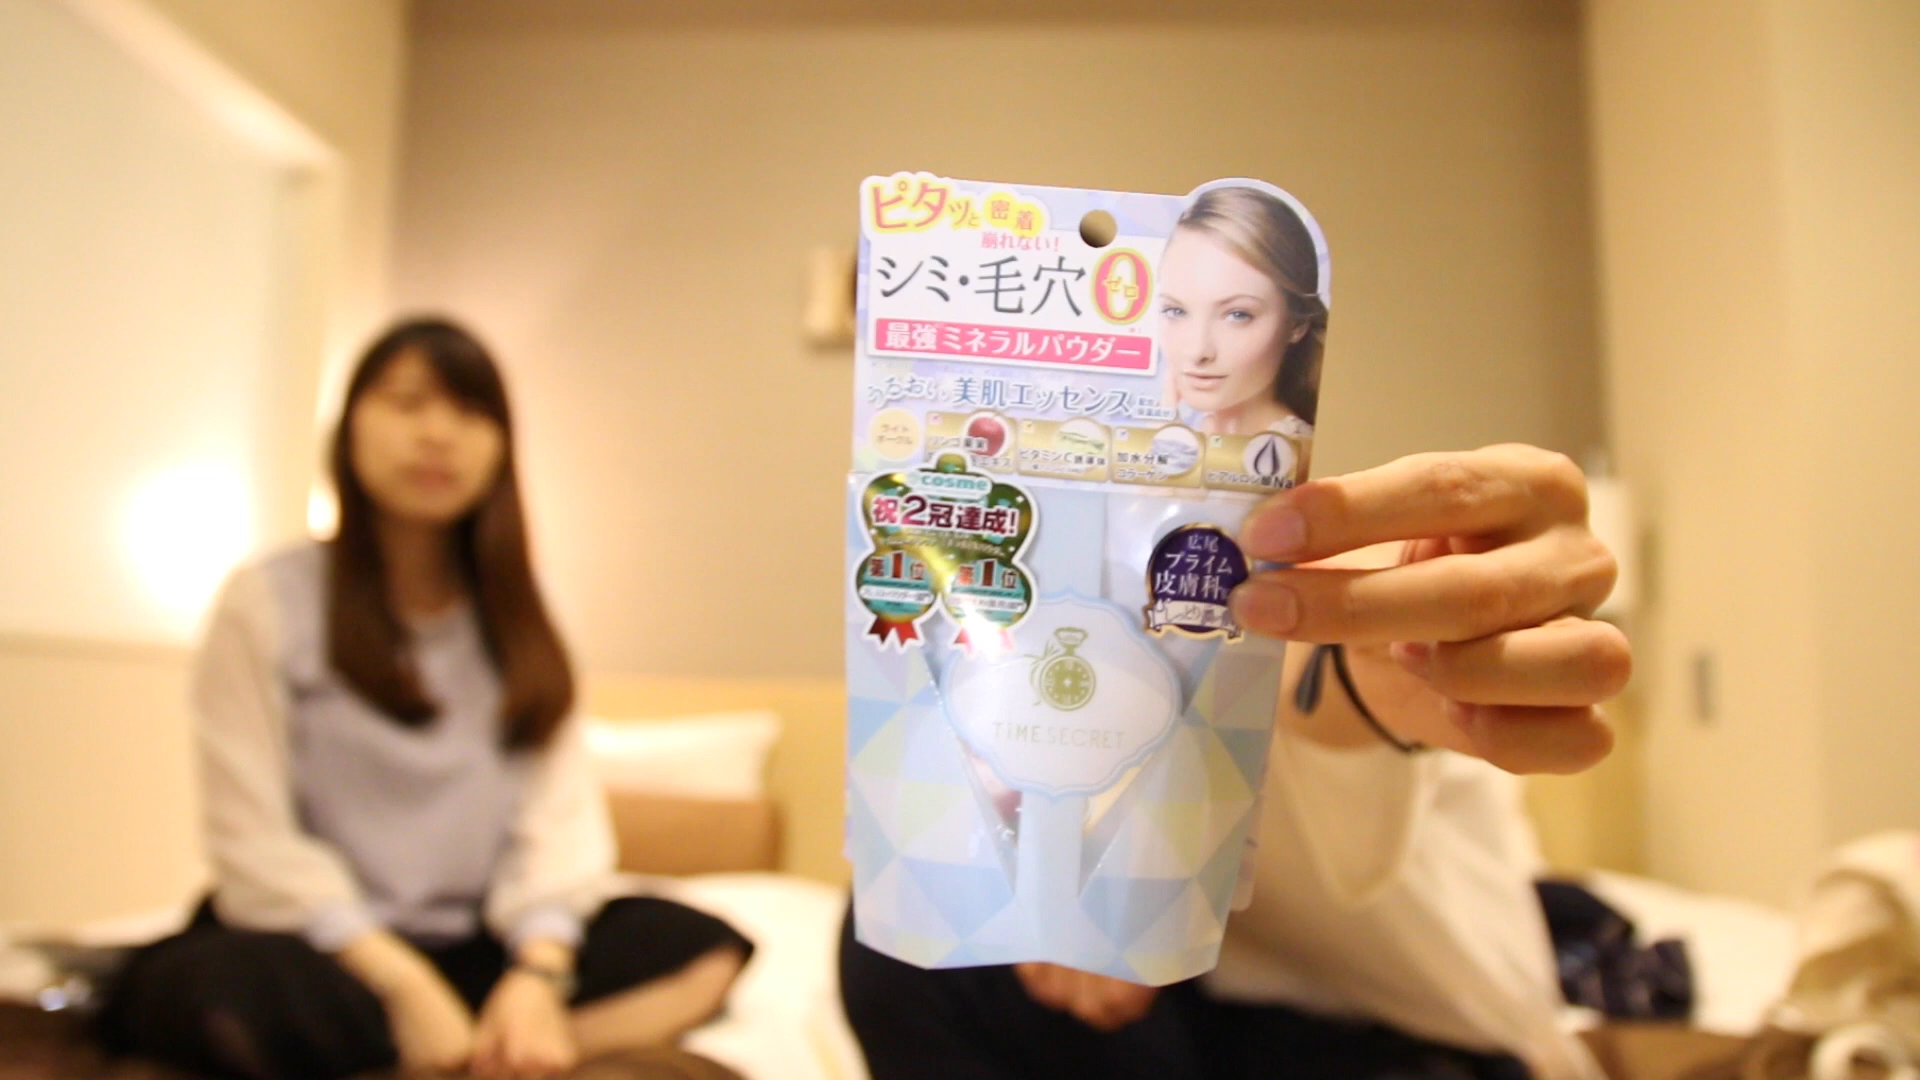 ピタッと密着
崩れない!
シミ・毛穴0
ゼロ
最強ミネラルパウダー
うるおい美肌エッセンス
ライト
オークル
リンゴ果実
エキス
ビタミンC誘導体
加水分解
コラーゲン
ヒアルロン酸Na
@cosme
祝2冠達成!
第1位
第1位
広尾
プライム
皮膚科
TIME SECRET